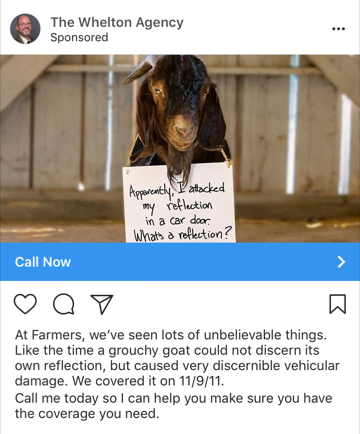 The Whelton Agency
Sponsored
Apparently, I attacked
my reflection
in a car door.
What's a reflection?
Call Now
At Farmers, we've seen lots of unbelievable things.
Like the time a grouchy goat could not discern its
own reflection, but caused very discernible vehicular
damage. We covered it on 11/9/11.
Call me today so I can help you make sure you have
the coverage you need.